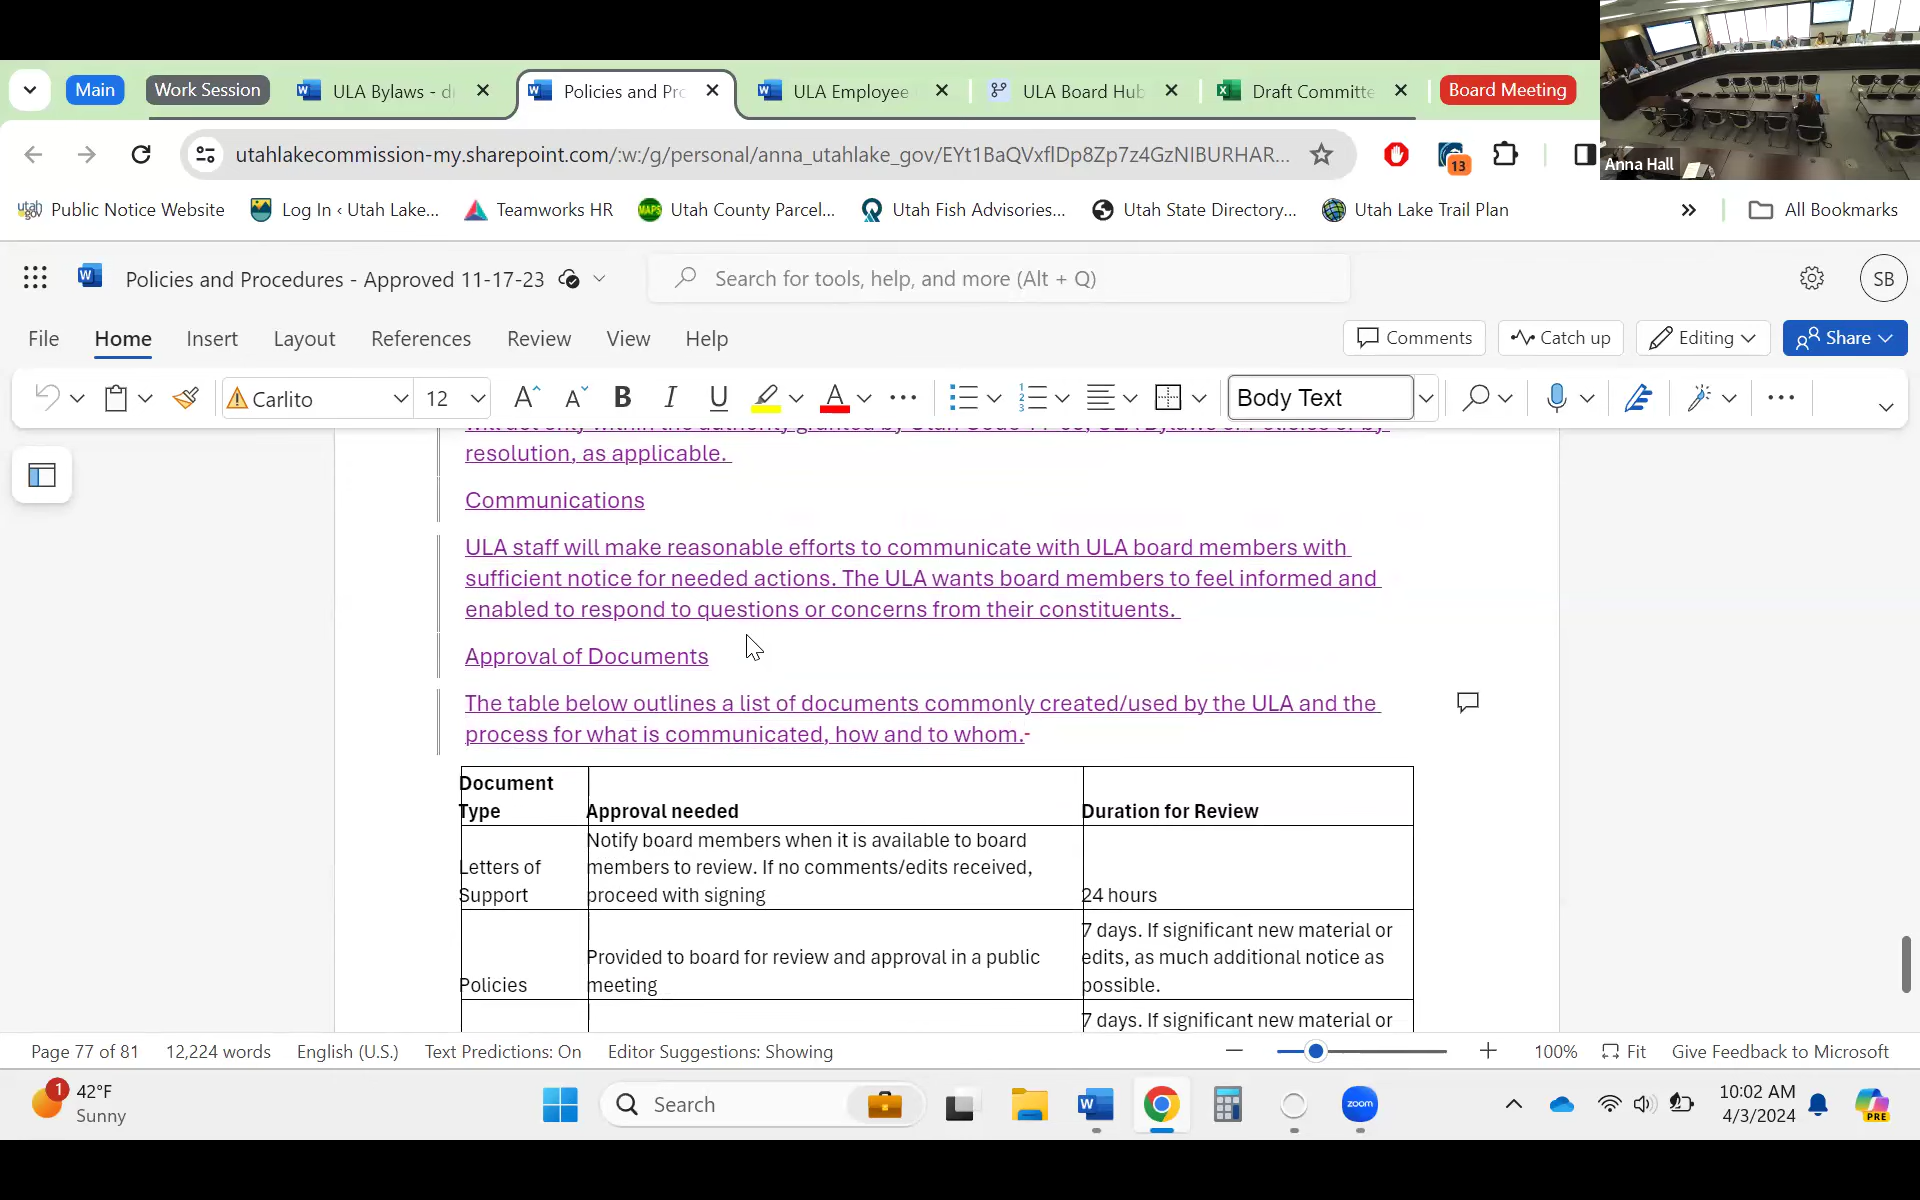 Main
Work Session
ULA Bylaws - di
Policies and Pro
ULA Employee
ULA Board Hub
Draft Committe
Board Meeting
Anna Hall
utahlakecommission-my.sharepoint.com/:w:/g/personal/anna_utahlake_gov/EYt1BaQVxflDp8Zp7z4GzNIBURHAR...
13
Public Notice Website
Log In ‹ Utah Lake...
Teamworks HR
MAPS
Utah County Parcel...
Utah Fish Advisories...
Utah State Directory...
Utah Lake Trail Plan
All Bookmarks
Policies and Procedures - Approved 11-17-23
Search for tools, help, and more (Alt + Q)
SB
File
Home
Insert
Layout
References
Review
View
Help
Comments
Catch up
Editing
Share
Carlito
12
Body Text
resolution, as applicable.
Communications
ULA staff will make reasonable efforts to communicate with ULA board members with
sufficient notice for needed actions. The ULA wants board members to feel informed and
enabled to respond to questions or concerns from their constituents.
Approval of Documents
The table below outlines a list of documents commonly created/used by the ULA and the
process for what is communicated, how and to whom.-
Document
Type
Approval needed
Duration for Review
Letters of
Support
Notify board members when it is available to board
members to review. If no comments/edits received,
proceed with signing
24 hours
Policies
Provided to board for review and approval in a public
meeting
7 days. If significant new material or
edits, as much additional notice as
possible.
7 days. If significant new material or
Page 77 of 81
12,224 words
English (U.S.)
Text Predictions: On
Editor Suggestions: Showing
100%
Fit
Give Feedback to Microsoft
1
42°F
Sunny
Search
zoom
10:02 AM
4/3/2024
PRE